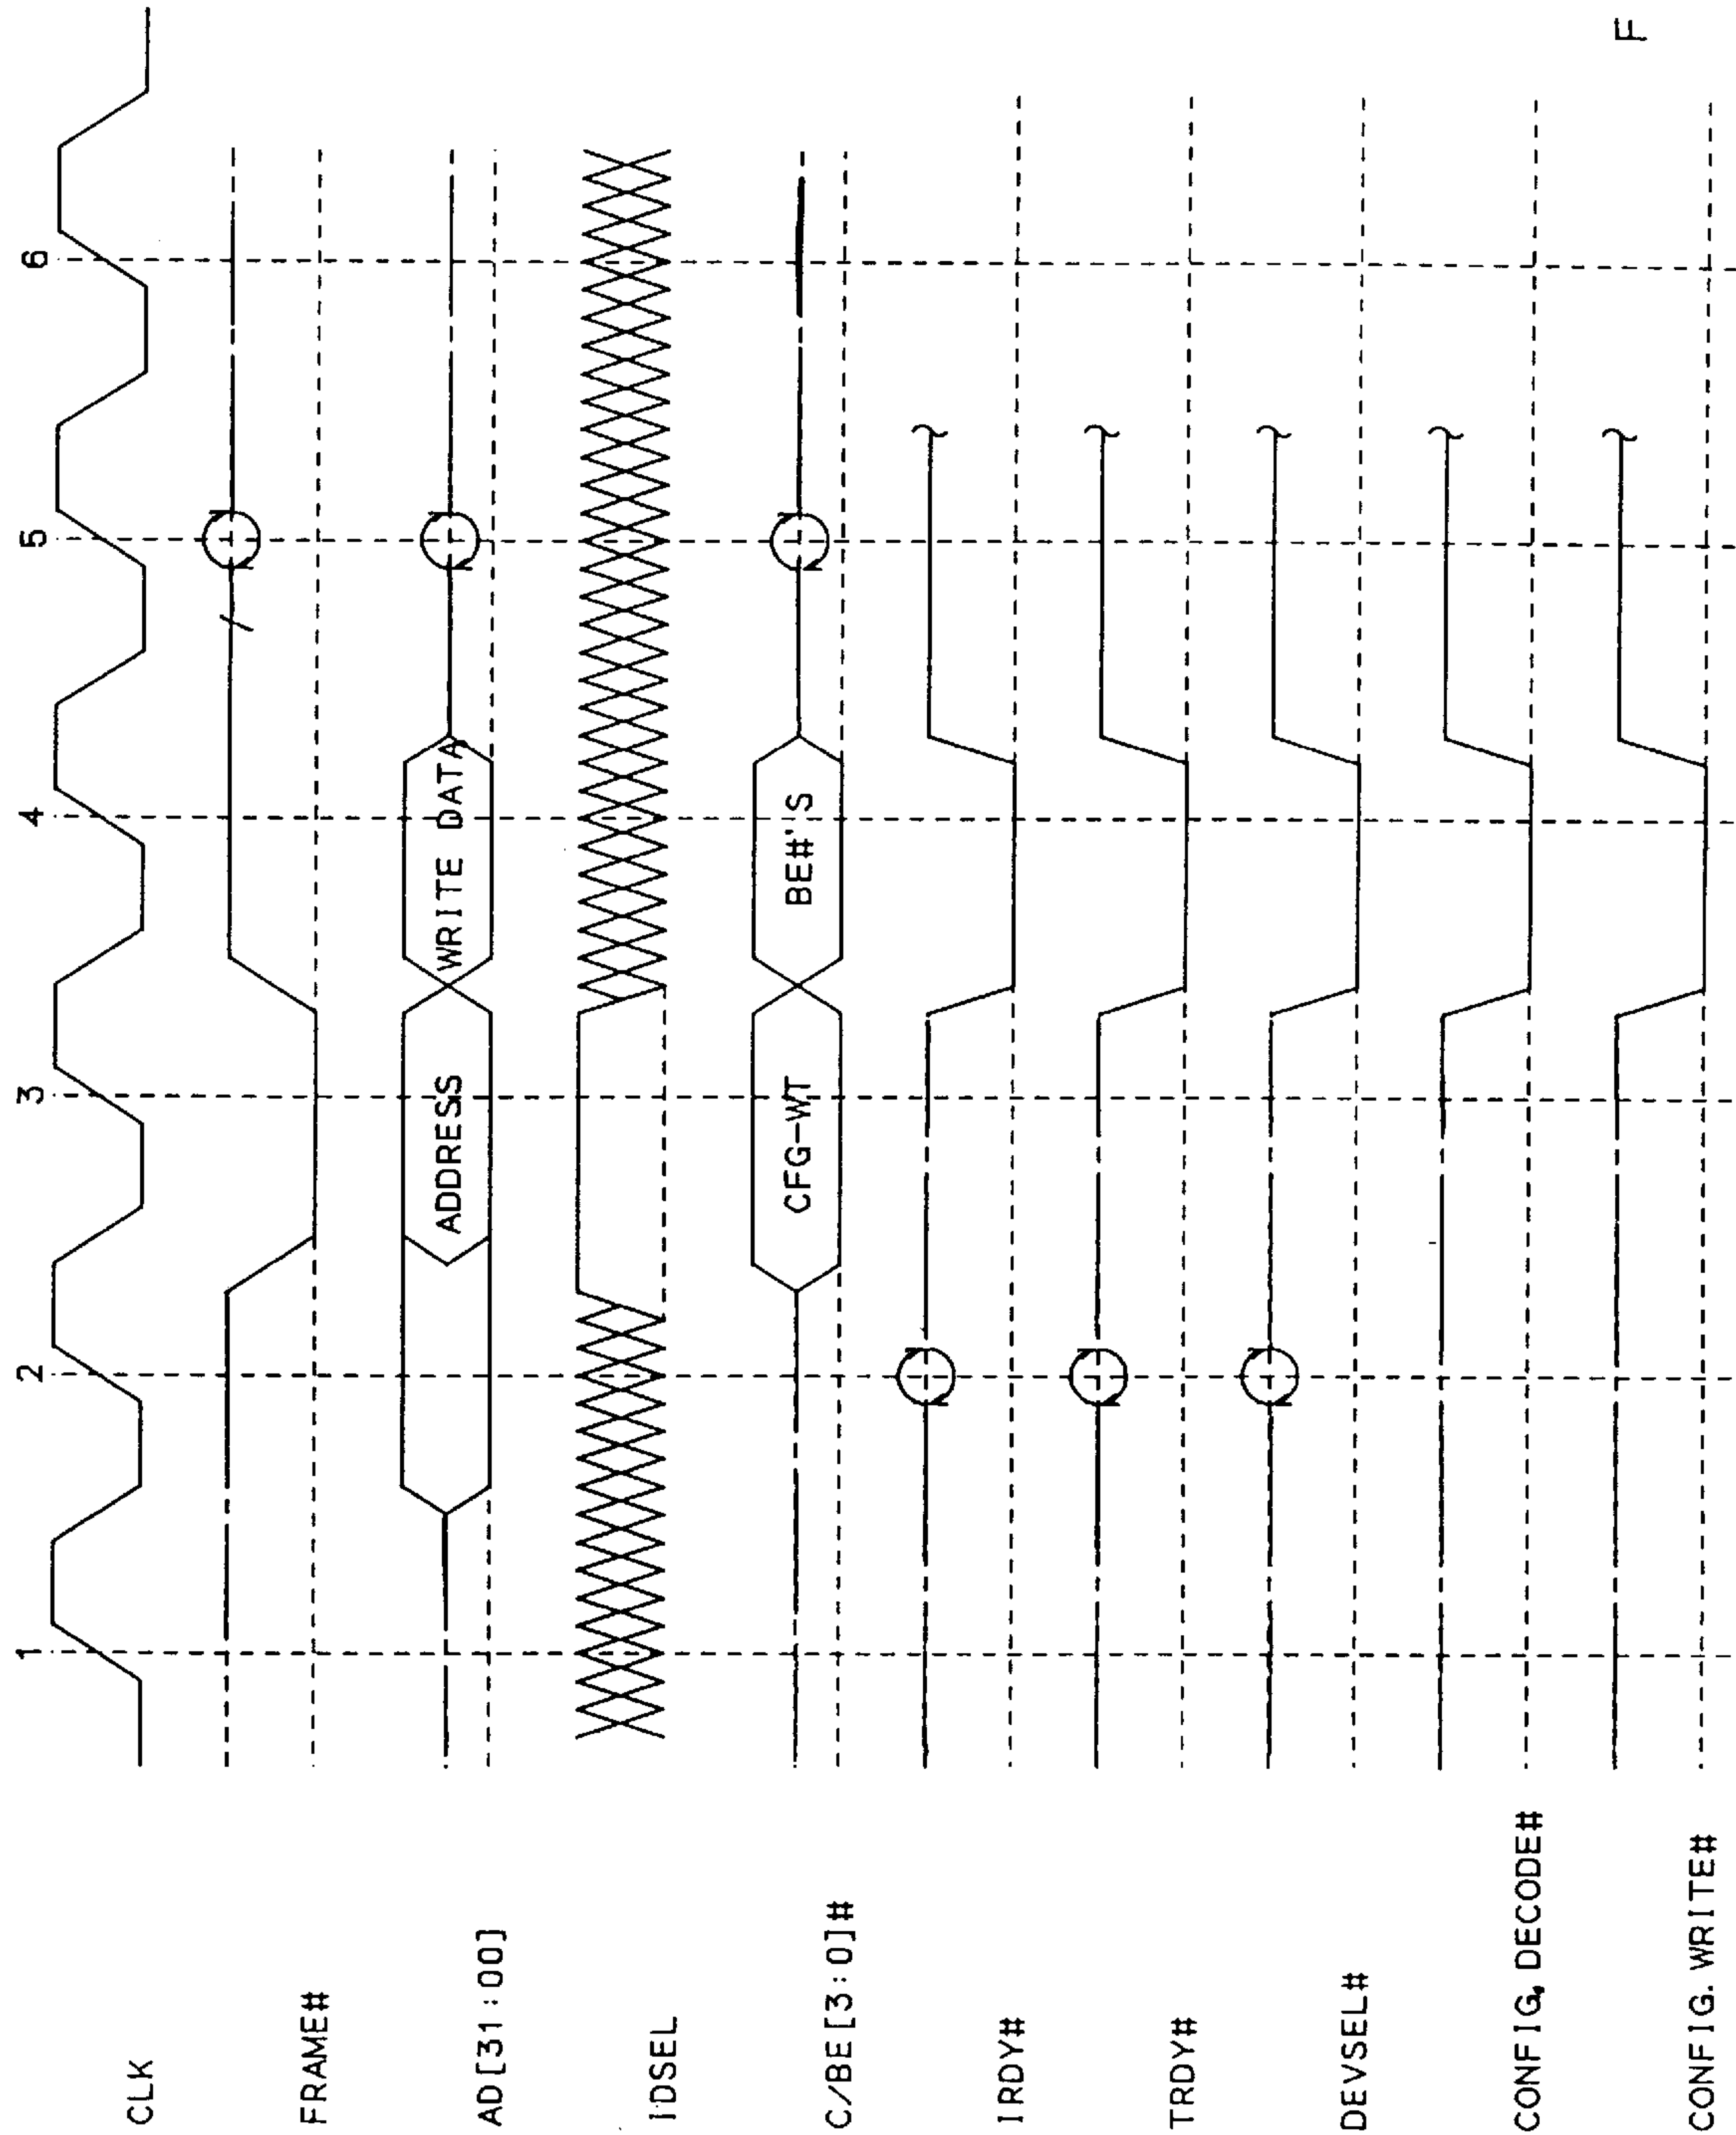 1 2 3 4 5 6
CLK
FRAME#
AD[31:00]
ADDRESS WRITE DATA
IDSEL
C/BE[3:0]#
CFG-WT BE#'S
IRDY#
TRDY#
DEVSEL#
CONFIG. DECODE#
CONFIG. WRITE#
F